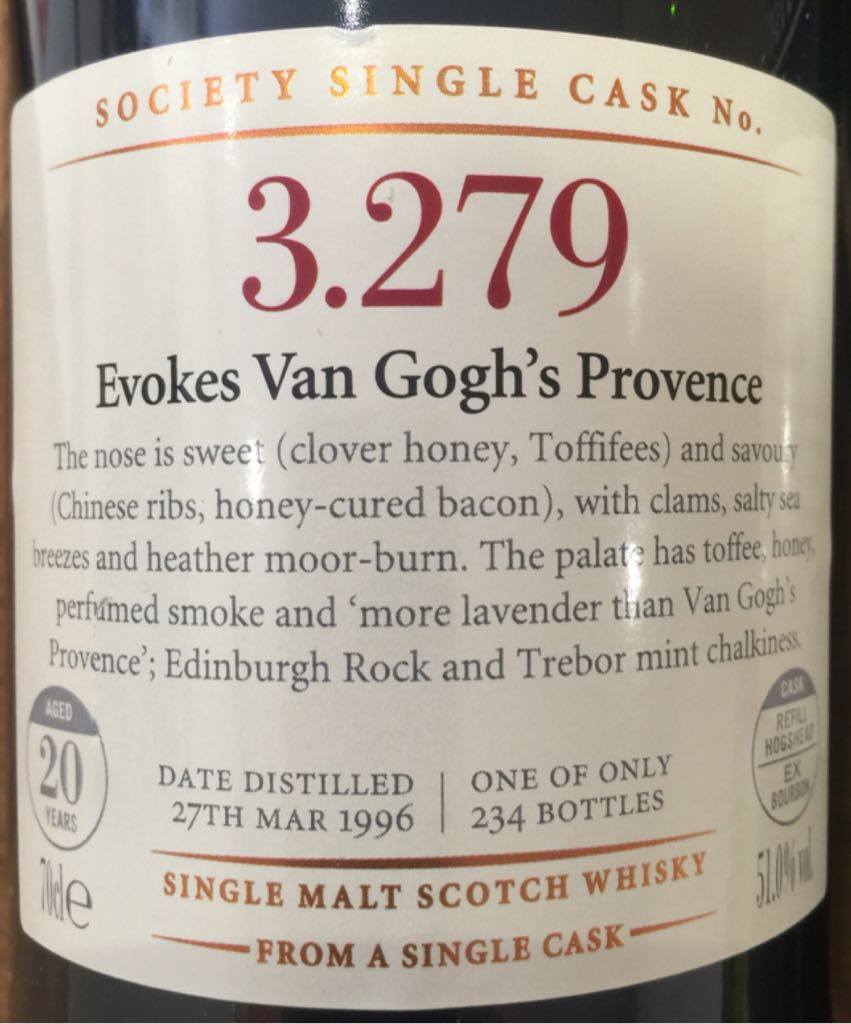 SOCIETY SINGLE CASK No.
3.279
Evokes Van Gogh's Provence
The nose is sweet (clover honey, Toffifees) and savoury
(Chinese ribs, honey-cured bacon), with clams, salty sea
breezes and heather moor-burn. The palate has toffee, honey,
perfumed smoke and ‘more lavender than Van Gogh's
Provence’; Edinburgh Rock and Trebor mint chalkiness.
AGED
20
YEARS
DATE DISTILLED
27TH MAR 1996
ONE OF ONLY
234 BOTTLES
CASK
REFILL
HOGSHEAD
EX
BOURBON
70cl e
51.0% vol
SINGLE MALT SCOTCH WHISKY
FROM A SINGLE CASK